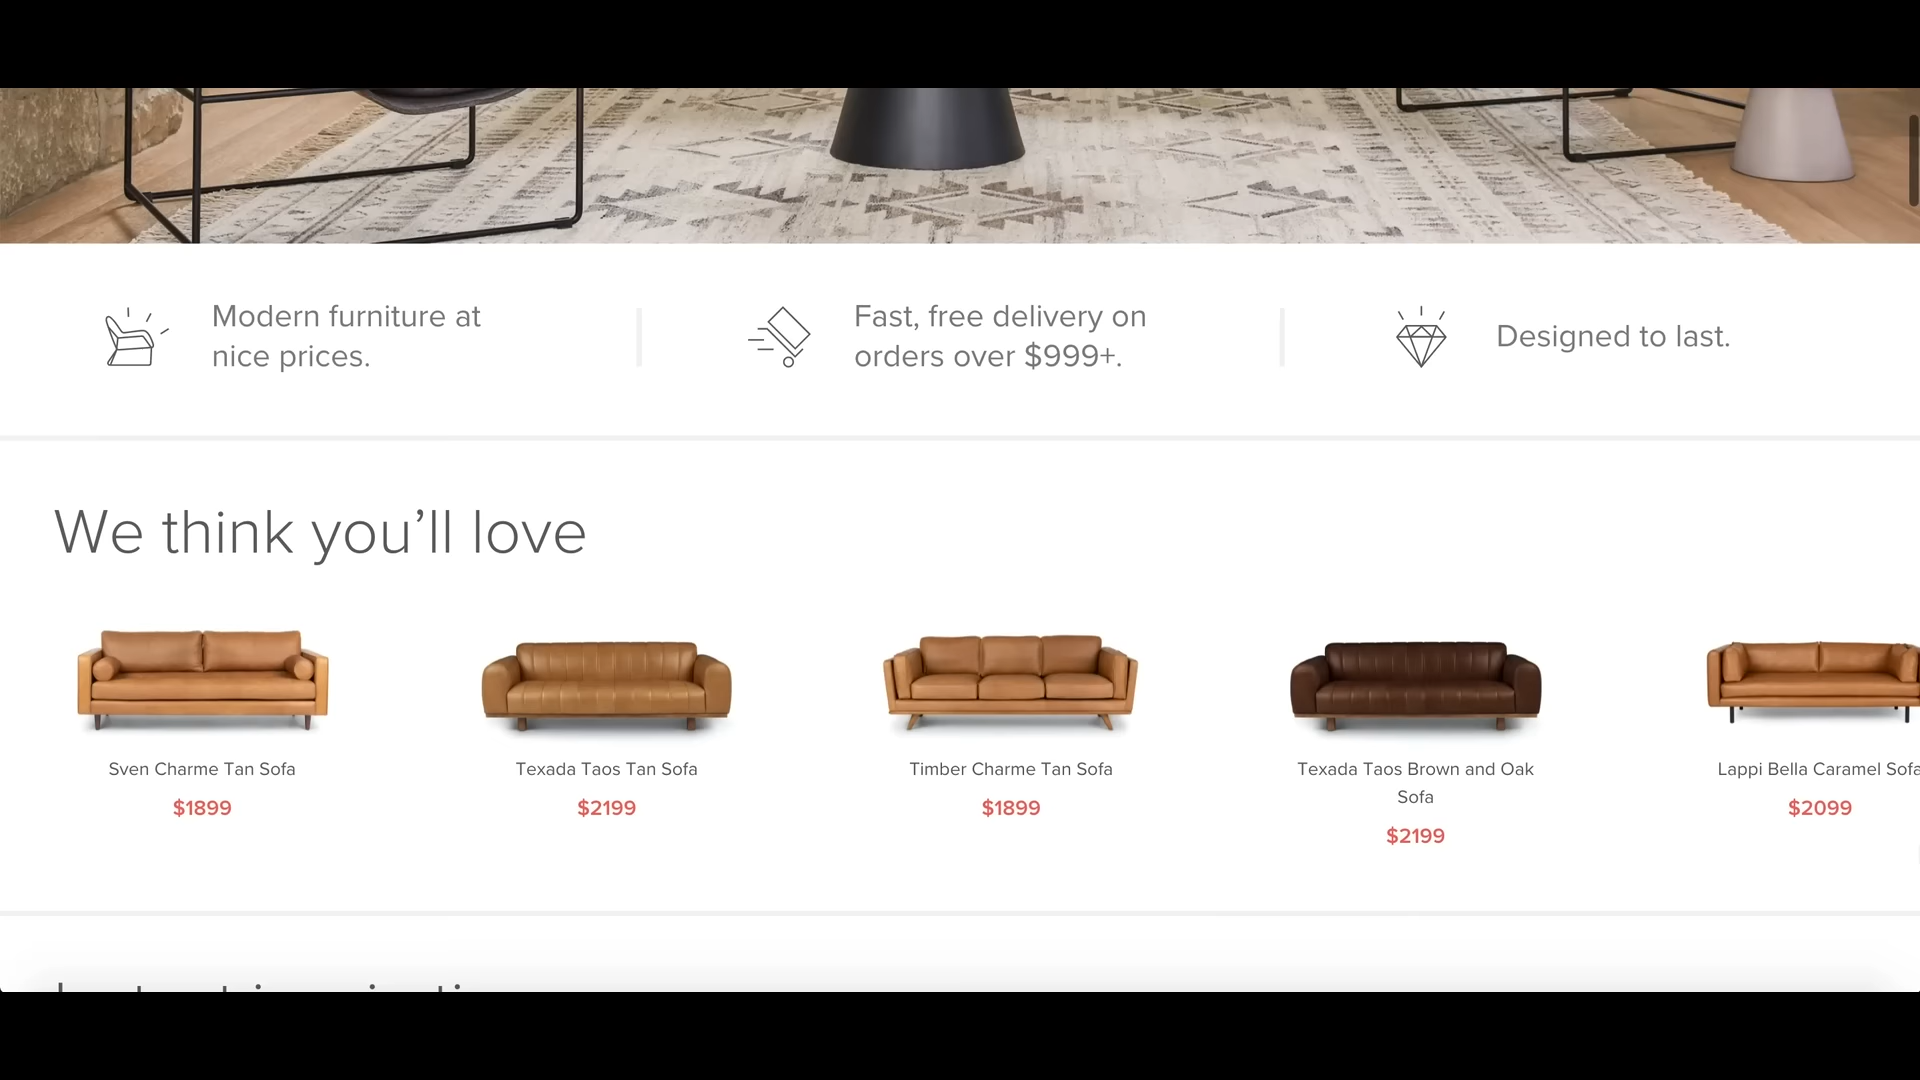 Modern furniture at
nice prices.
Fast, free delivery on
orders over $999+.
Designed to last.
We think you’ll love
Sven Charme Tan Sofa
$1899
Texada Taos Tan Sofa
$2199
Timber Charme Tan Sofa
$1899
Texada Taos Brown and Oak
Sofa
$2199
Lappi Bella Caramel Sofa
$2099